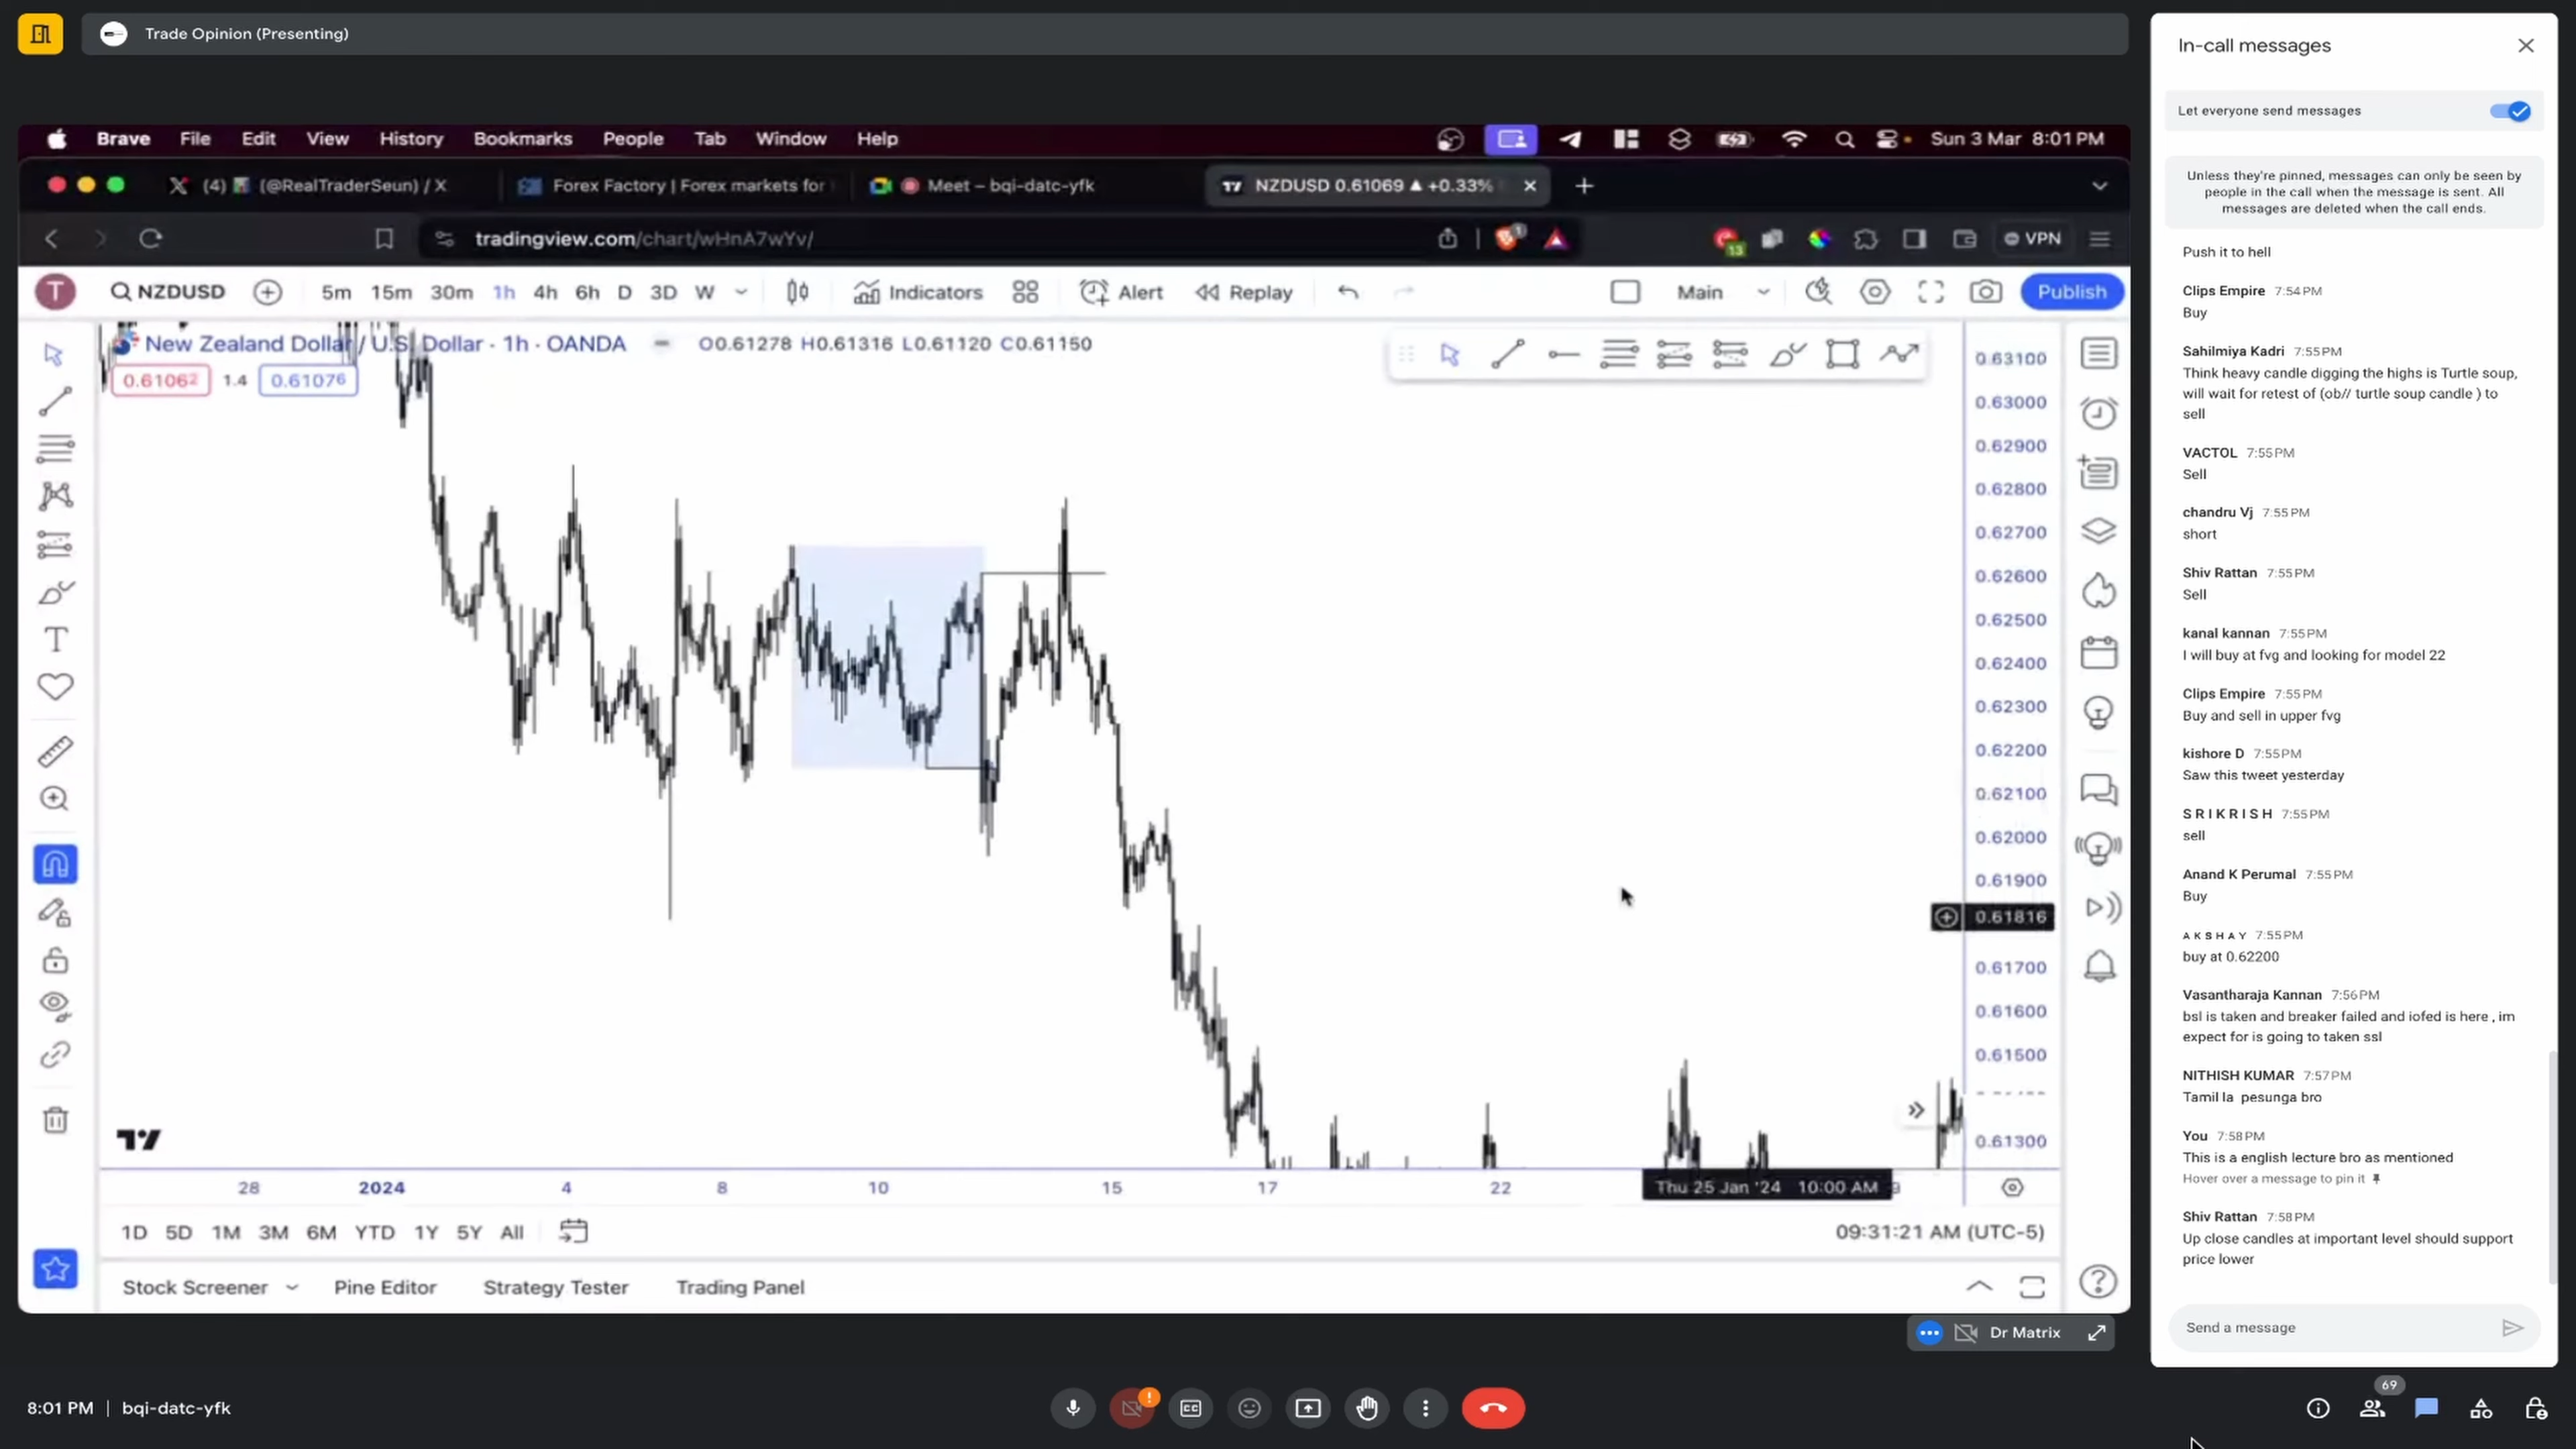 Trade Opinion (Presenting)
Brave File Edit View History Bookmarks People Tab Window Help
Sun 3 Mar 8:01 PM
(4) (@RealTraderSeun) / X
Forex Factory | Forex markets for
Meet – bqi-datc-yfk
NZDUSD 0.61069 ▲ +0.33%
tradingview.com/chart/wHnA7wYv/
1
13
VPN
T
NZDUSD
5m 15m 30m 1h 4h 6h D 3D W
Indicators
Alert
Replay
Main
Publish
New Zealand Dollar / U.S. Dollar · 1h · OANDA
O0.61278 H0.61316 L0.61120 C0.61150
0.61062 1.4 0.61076
0.63100
0.63000
0.62900
0.62800
0.62700
0.62600
0.62500
0.62400
0.62300
0.62200
0.62100
0.62000
0.61900
0.61816
0.61700
0.61600
0.61500
0.61300
28 2024 4 8 10 15 17 22
Thu 25 Jan '24 10:00 AM
1D 5D 1M 3M 6M YTD 1Y 5Y All
09:31:21 AM (UTC-5)
Stock Screener Pine Editor Strategy Tester Trading Panel
Dr Matrix
8:01 PM | bqi-datc-yfk
69
In-call messages
Let everyone send messages
Unless they're pinned, messages can only be seen by
people in the call when the message is sent. All
messages are deleted when the call ends.
Push it to hell
Clips Empire 7:54 PM
Buy
Sahilmiya Kadri 7:55 PM
Think heavy candle digging the highs is Turtle soup,
will wait for retest of (ob// turtle soup candle ) to
sell
VACTOL 7:55 PM
Sell
chandru Vj 7:55 PM
short
Shiv Rattan 7:55 PM
Sell
kanal kannan 7:55 PM
I will buy at fvg and looking for model 22
Clips Empire 7:55 PM
Buy and sell in upper fvg
kishore D 7:55 PM
Saw this tweet yesterday
S R I K R I S H 7:55 PM
sell
Anand K Perumal 7:55 PM
Buy
A K S H A Y 7:55 PM
buy at 0.62200
Vasantharaja Kannan 7:56 PM
bsl is taken and breaker failed and iofed is here , im
expect for is going to taken ssl
NITHISH KUMAR 7:57 PM
Tamil la pesunga bro
You 7:58 PM
This is a english lecture bro as mentioned
Hover over a message to pin it
Shiv Rattan 7:58 PM
Up close candles at important level should support
price lower
Send a message